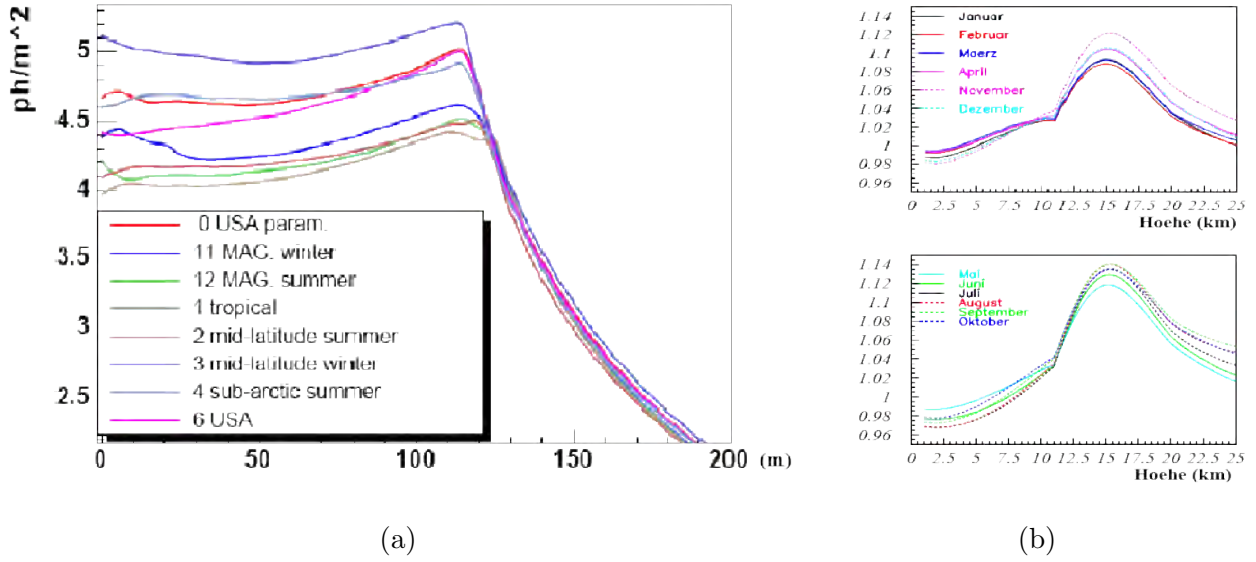 ph/m^2
5
4.5
4
3.5
3
2.5
0 USA param.
11 MAG. winter
12 MAG. summer
1 tropical
2 mid-latitude summer
3 mid-latitude winter
4 sub-arctic summer
6 USA
0 50 100 150 200 (m)
(a)
1.14
1.12
1.1
1.08
1.06
1.04
1.02
1
0.98
0.96
Januar
Februar
Maerz
April
November
Dezember
0 2.5 5 7.5 10 12.5 15 17.5 20 22.5 25
Hoehe (km)
1.14
1.12
1.1
1.08
1.06
1.04
1.02
1
0.98
0.96
Mai
Juni
Juli
August
September
Oktober
0 2.5 5 7.5 10 12.5 15 17.5 20 22.5 25
Hoehe (km)
(b)